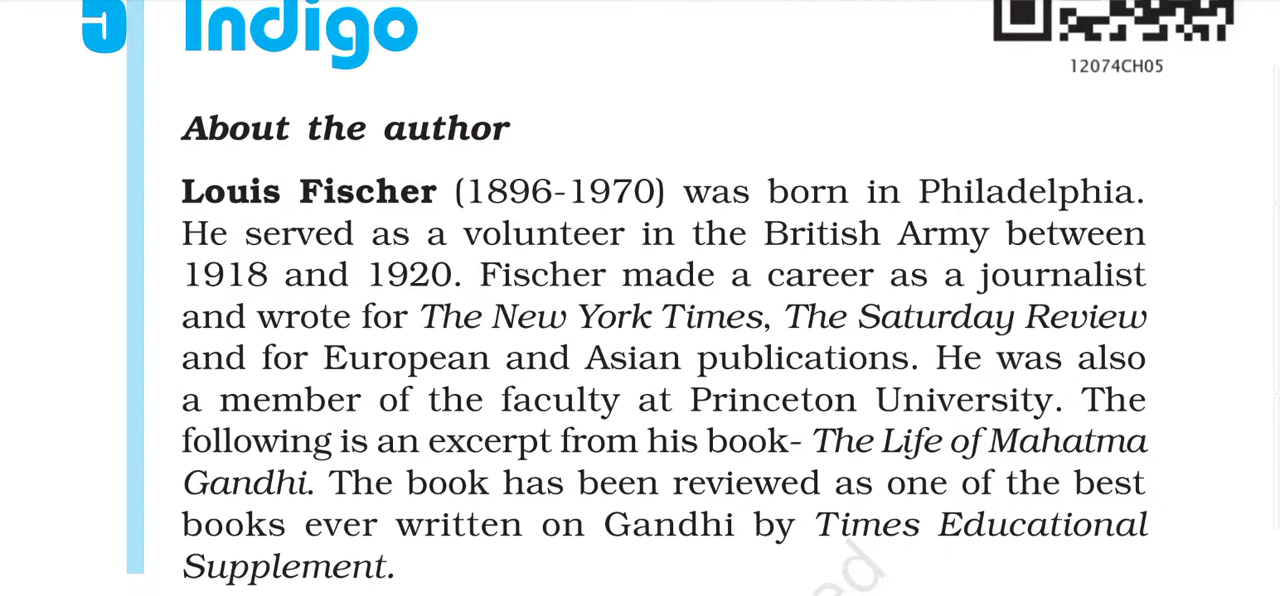 5 Indigo
12074CH05
About the author
Louis Fischer (1896-1970) was born in Philadelphia.
He served as a volunteer in the British Army between
1918 and 1920. Fischer made a career as a journalist
and wrote for The New York Times, The Saturday Review
and for European and Asian publications. He was also
a member of the faculty at Princeton University. The
following is an excerpt from his book- The Life of Mahatma
Gandhi. The book has been reviewed as one of the best
books ever written on Gandhi by Times Educational
Supplement.